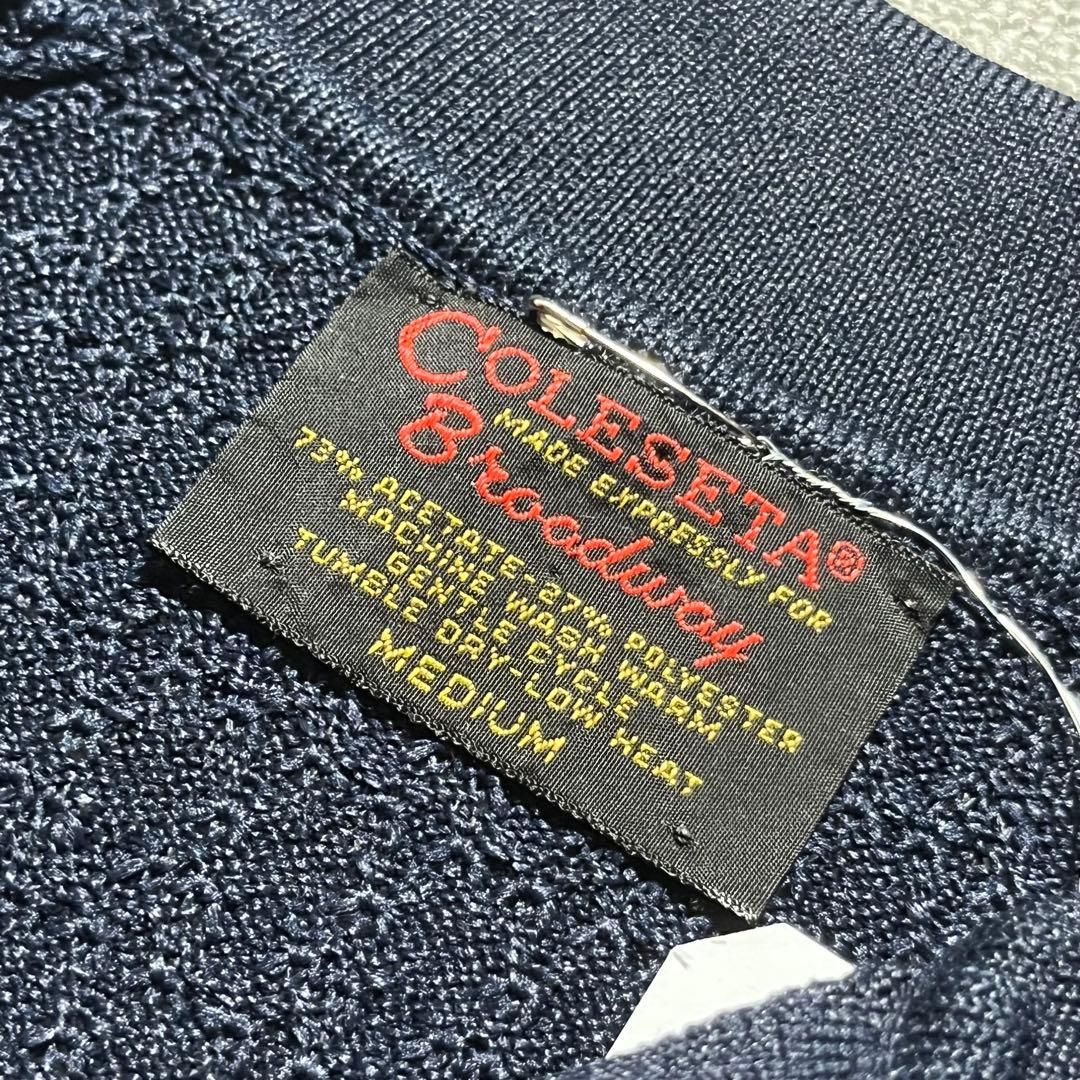 COLESETA®
MADE EXPRESSLY FOR
Broadway
73% ACETATE-27% POLYESTER
MACHINE WASH WARM
GENTLE CYCLE
TUMBLE DRY-LOW HEAT
MEDIUM